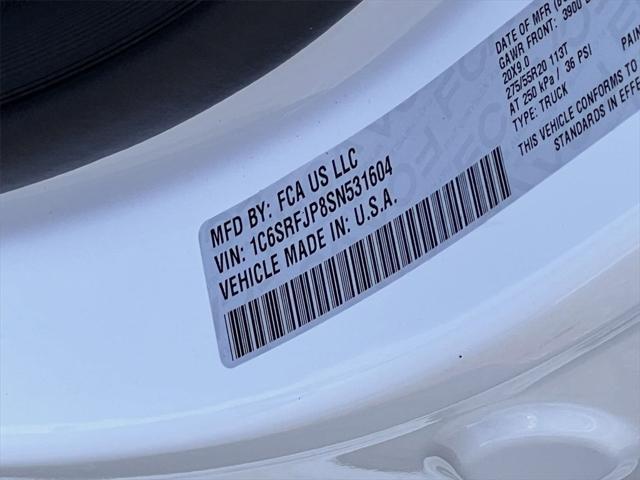 MFD BY: FCA US LLC
VIN: 1C6SRFJP8SN531604
VEHICLE MADE IN: U.S.A.
DATE OF MFR
GAWR FRONT: 3900
20X9.0
275/55R20 113T
AT 250 kPa / 36 PSI
TYPE: TRUCK
THIS VEHICLE CONFORMS TO
STANDARDS IN EFFE